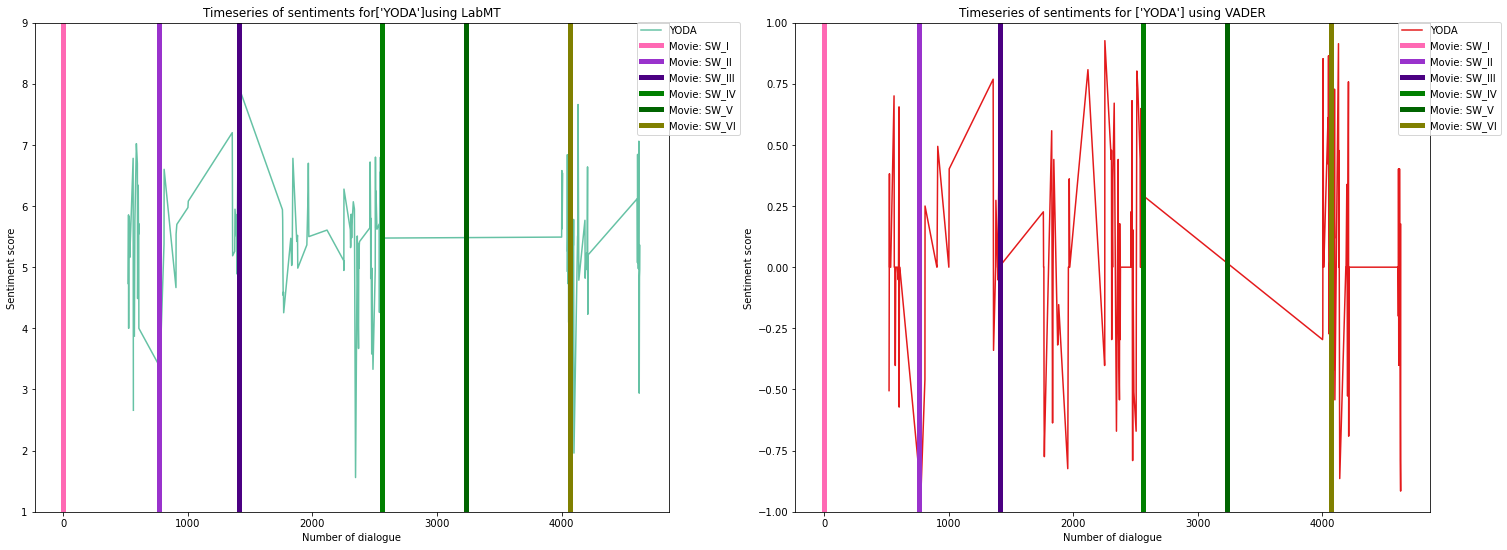 Timeseries of sentiments for['YODA']using LabMT
Sentiment score
9
8
7
6
5
4
3
2
1
0
1000
2000
3000
4000
Number of dialogue
YODA
Movie: SW_I
Movie: SW_II
Movie: SW_III
Movie: SW_IV
Movie: SW_V
Movie: SW_VI
Timeseries of sentiments for ['YODA'] using VADER
Sentiment score
1.00
0.75
0.50
0.25
0.00
−0.25
−0.50
−0.75
−1.00
0
1000
2000
3000
4000
Number of dialogue
YODA
Movie: SW_I
Movie: SW_II
Movie: SW_III
Movie: SW_IV
Movie: SW_V
Movie: SW_VI